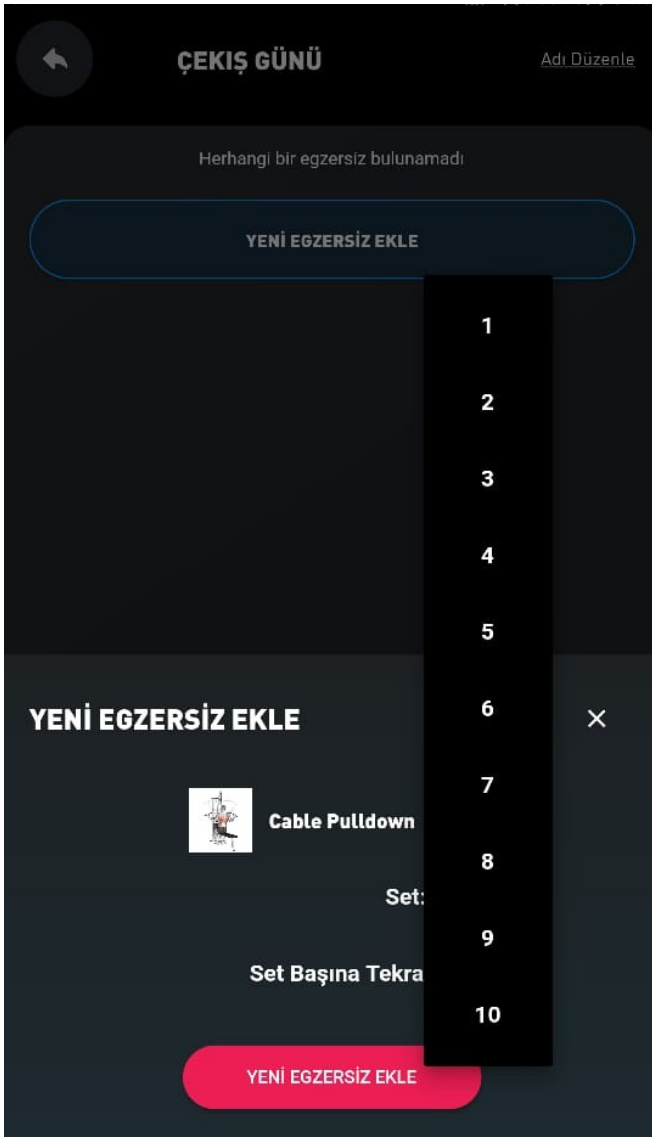 ÇEKIŞ GÜNÜ
Adı Düzenle
Herhangi bir egzersiz bulunamadı
YENİ EGZERSİZ EKLE
1
2
3
4
5
6
7
8
9
10
YENİ EGZERSİZ EKLE
Cable Pulldown
Set:
Set Başına Tekra
YENİ EGZERSİZ EKLE